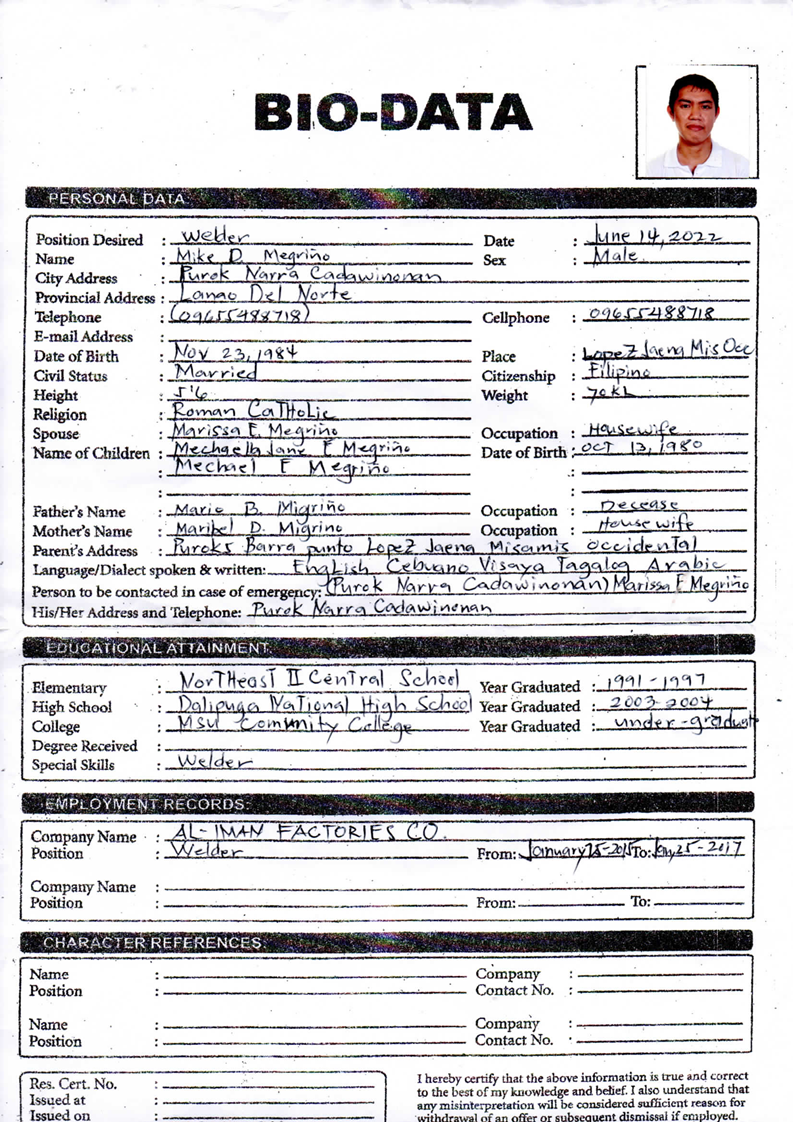 BIO-DATA
PERSONAL DATA
Position Desired : Welder Date : June 14, 2022
Name : Mike D. Megriño Sex : Male
City Address : Purok Narra Cadawinonan
Provincial Address : Lanao Del Norte
Telephone : (09655488718) Cellphone : 09655488718
E-mail Address :
Date of Birth : Nov 23, 1984 Place : Lopez Jaena Mis Occ
Civil Status : Married Citizenship : Filipino
Height : 5'6 Weight : 70
Religion : Roman CaTHolic
Spouse : Marissa F. Megriño Occupation : Housewife
Name of Children : Jane F Megriño Date of Birth : OCT 13, 1980
: Mechael F Megriño :
: :
Father's Name : Mario B. Migriño Occupation : Decease
Mother's Name : Maribel D. Migrino Occupation : House wife
Parent's Address : Purok5 Barra punto Lopez Jaena Misamis occidental
Language/Dialect spoken & written: English Cebuano Visaya Tagalog Arabic
Person to be contacted in case of emergency: (Purok Narra Cadawinonan) Marissa F Megriño
His/Her Address and Telephone: Purok Narra Cadawinonan
EDUCATIONAL ATTAINMENT
Elementary : NorTHeast II Central School Year Graduated : 1991-1997
High School : Dalipuga NaTional High School Year Graduated : 2003-2004
College : MSU Community College Year Graduated : under-graduate
Degree Received :
Special Skills : Welder
EMPLOYMENT RECORDS
Company Name : AL-IMAN FACTORIES CO.
Position : Welder From: January 15-2015 To: 25-2017
Company Name :
Position : From: To:
CHARACTER REFERENCES
Name : Company :
Position : Contact No. :
Name : Company :
Position : Contact No. :
Res. Cert. No. :
Issued at :
Issued on :
I hereby certify that the above information is true and correct
to the best of my knowledge and belief. I also understand that
any misinterpretation will be considered sufficient reason for
withdrawal of an offer or subsequent dismissal if employed.